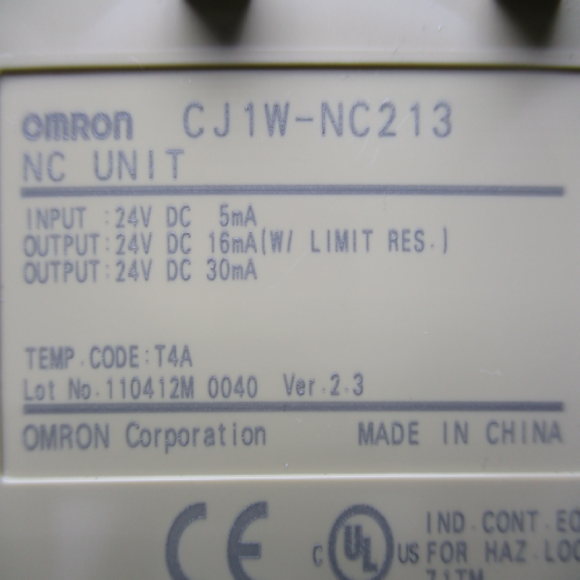 OMRON CJ1W-NC213
NC UNIT
INPUT :24V DC 5mA
OUTPUT:24V DC 16mA(W/ LIMIT RES.)
OUTPUT:24V DC 30mA
TEMP.CODE:T4A
Lot No.110412M 0040 Ver.2.3
OMRON Corporation MADE IN CHINA
CE
C UL US
IND.CONT.EQ
FOR HAZ.LOC